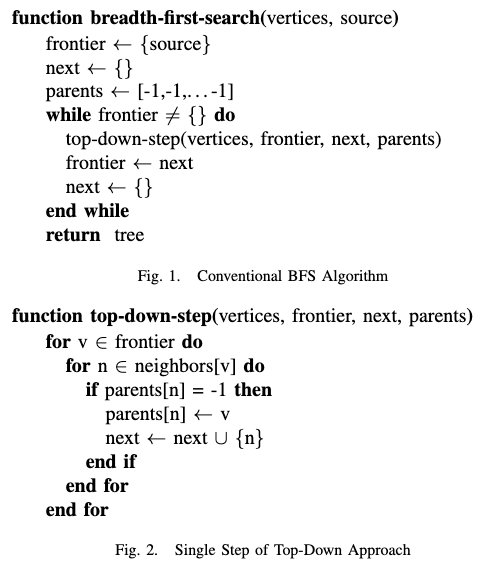 function breadth-first-search(vertices, source)
frontier ← {source}
next ← {}
parents ← [-1,-1,...-1]
while frontier ≠ {} do
top-down-step(vertices, frontier, next, parents)
frontier ← next
next ← {}
end while
return tree
Fig. 1. Conventional BFS Algorithm
function top-down-step(vertices, frontier, next, parents)
for v ∈ frontier do
for n ∈ neighbors[v] do
if parents[n] = -1 then
parents[n] ← v
next ← next ∪ {n}
end if
end for
end for
Fig. 2. Single Step of Top-Down Approach